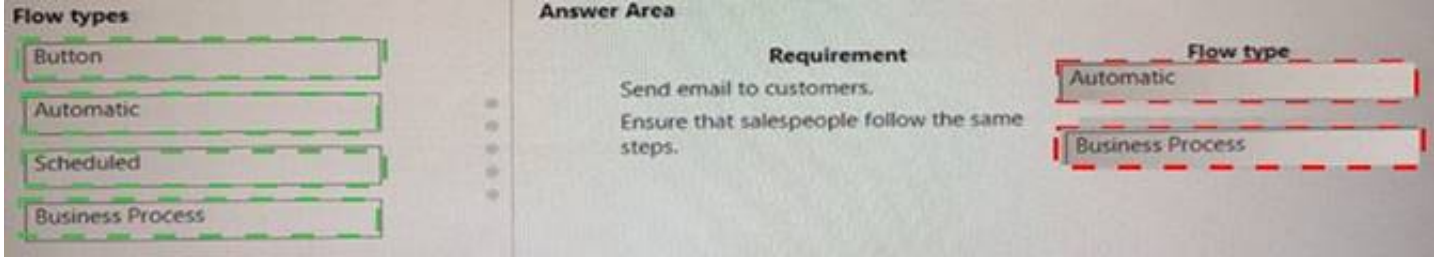 Flow types
Button
Automatic
Scheduled
Business Process
Answer Area
Requirement
Flow type
Send email to customers.
Automatic
Ensure that salespeople follow the same
steps.
Business Process